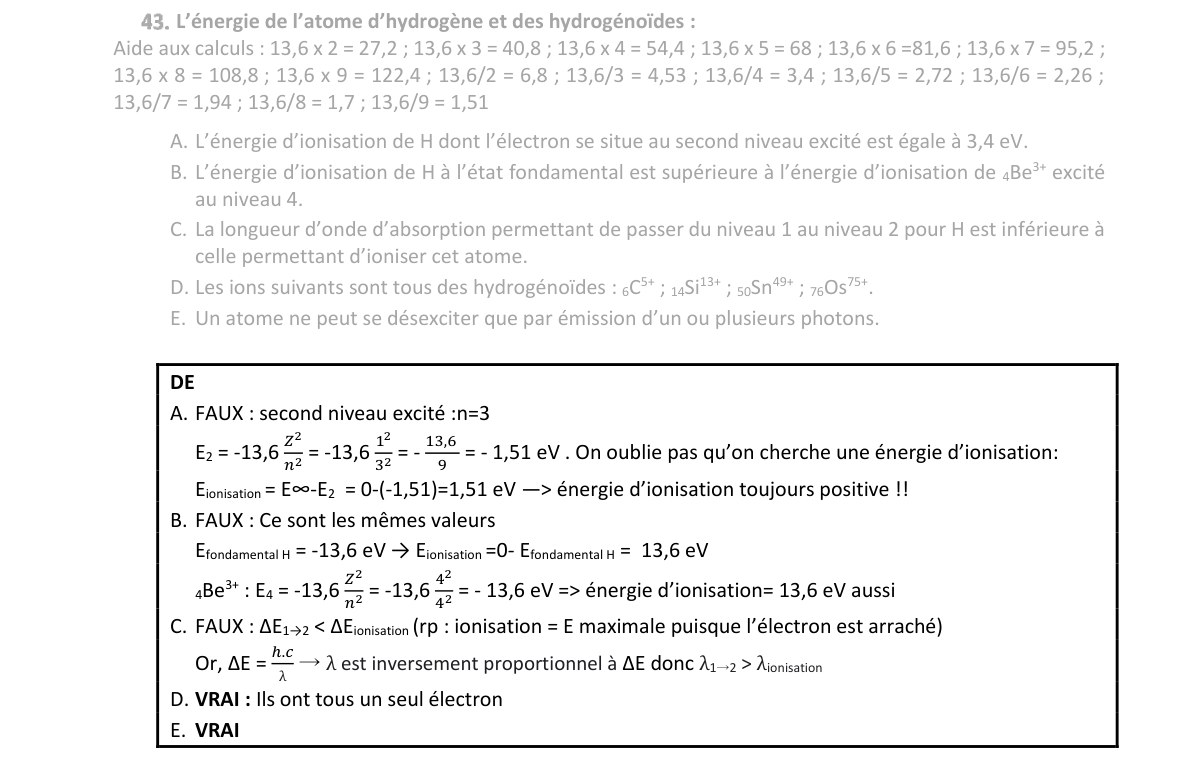 43. L’énergie de l’atome d’hydrogène et des hydrogénoïdes :
Aide aux calculs : 13,6 x 2 = 27,2 ; 13,6 x 3 = 40,8 ; 13,6 x 4 = 54,4 ; 13,6 x 5 = 68 ; 13,6 x 6 =81,6 ; 13,6 x 7 = 95,2 ;
13,6 x 8 = 108,8 ; 13,6 x 9 = 122,4 ; 13,6/2 = 6,8 ; 13,6/3 = 4,53 ; 13,6/4 = 3,4 ; 13,6/5 = 2,72 ; 13,6/6 = 2,26 ;
13,6/7 = 1,94 ; 13,6/8 = 1,7 ; 13,6/9 = 1,51
A. L’énergie d’ionisation de H dont l’électron se situe au second niveau excité est égale à 3,4 eV.
B. L’énergie d’ionisation de H à l’état fondamental est supérieure à l’énergie d’ionisation de ₄Be³⁺ excité
au niveau 4.
C. La longueur d’onde d’absorption permettant de passer du niveau 1 au niveau 2 pour H est inférieure à
celle permettant d’ioniser cet atome.
D. Les ions suivants sont tous des hydrogénoïdes : ₆C⁵⁺ ; ₁₄Si¹³⁺ ; ₅₀Sn⁴⁹⁺ ; ₇₆Os⁷⁵⁺.
E. Un atome ne peut se désexciter que par émission d’un ou plusieurs photons.
DE
A. FAUX : second niveau excité :n=3
E₂ = -13,6 Z²/n² = -13,6 1²/3² = - 13,6/9 = - 1,51 eV . On oublie pas qu’on cherche une énergie d’ionisation:
Eionisation = E∞-E₂ = 0-(-1,51)=1,51 eV —> énergie d’ionisation toujours positive !!
B. FAUX : Ce sont les mêmes valeurs
Efondamental H = -13,6 eV → Eionisation =0- Efondamental H = 13,6 eV
₄Be³⁺ : E₄ = -13,6 Z²/n² = -13,6 4²/4² = - 13,6 eV => énergie d’ionisation= 13,6 eV aussi
C. FAUX : ΔE₁→₂ < ΔEionisation (rp : ionisation = E maximale puisque l’électron est arraché)
Or, ΔE = h.c/λ → λ est inversement proportionnel à ΔE donc λ₁→₂ > λionisation
D. VRAI : Ils ont tous un seul électron
E. VRAI